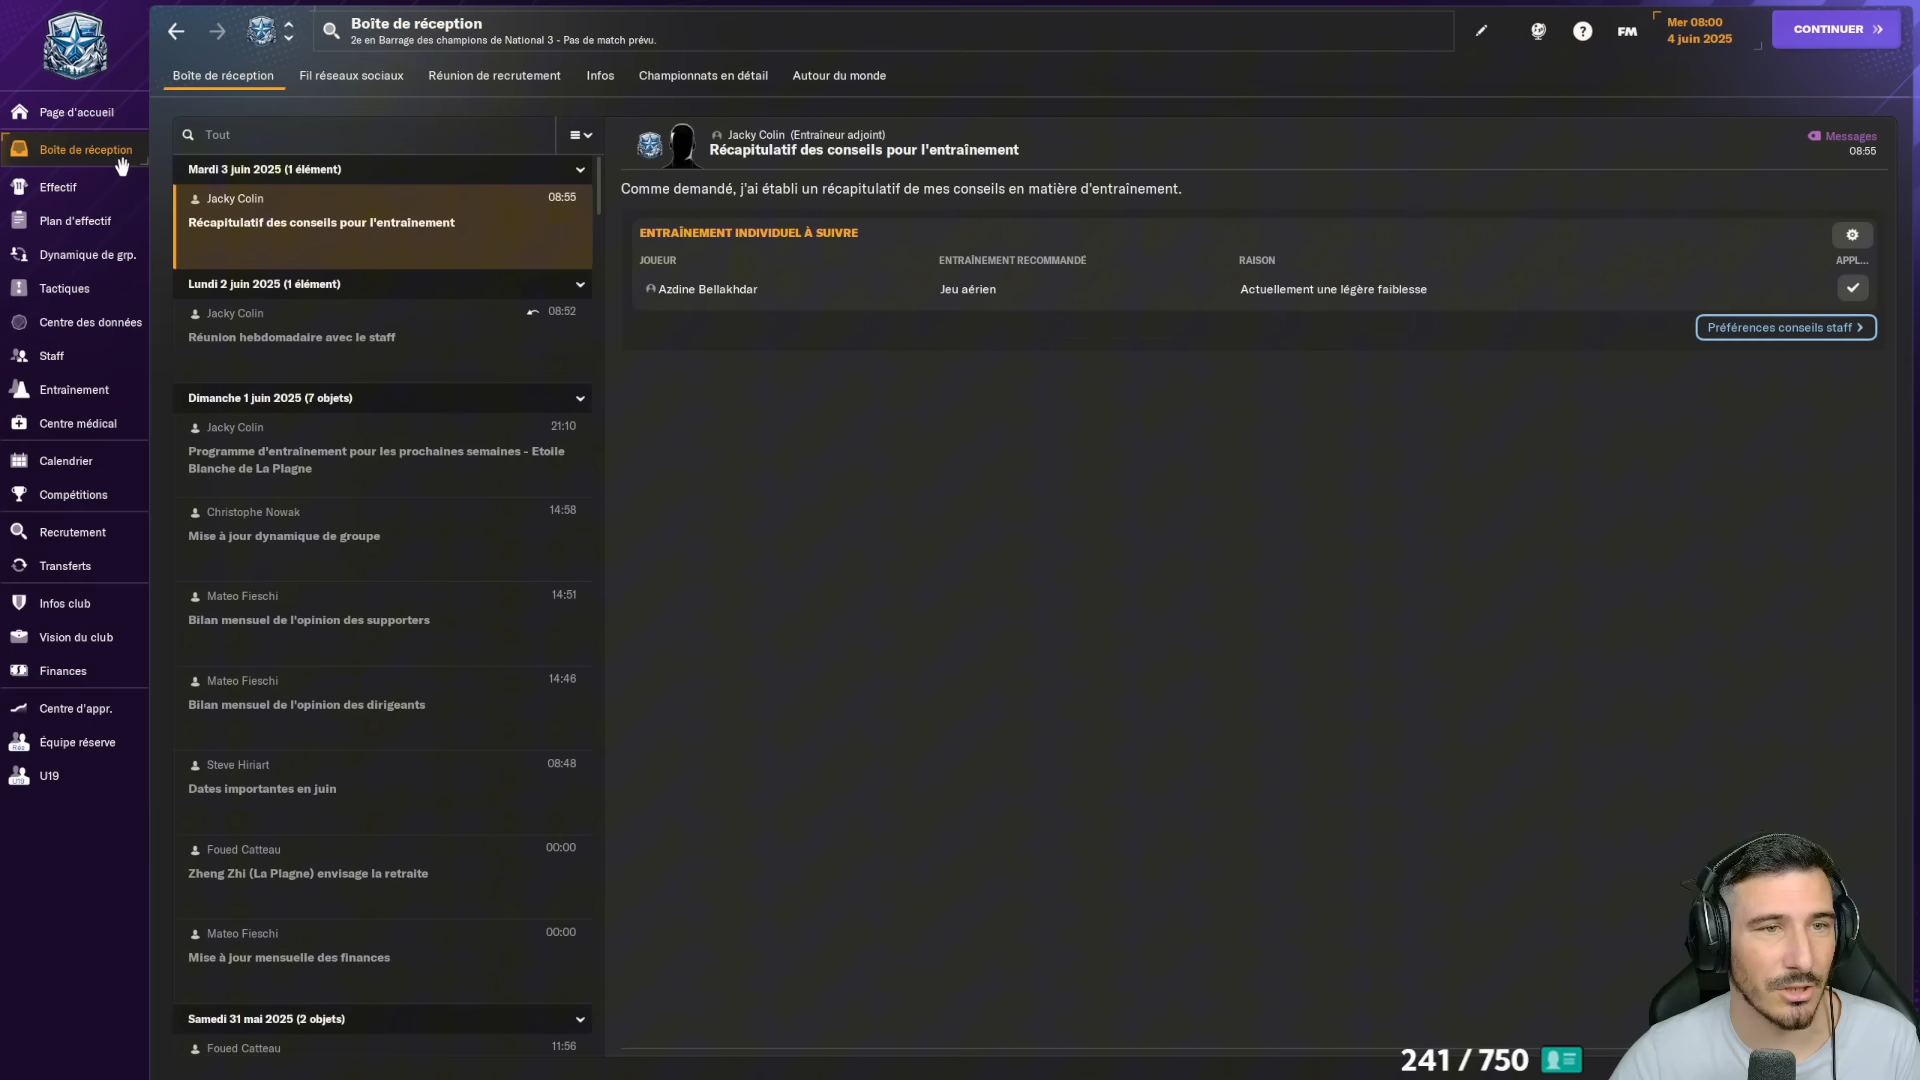 Boîte de réception
2e en Barrage des champions de National 3 - Pas de match prévu.
FM
Mer 08:00
4 juin 2025
CONTINUER
Boîte de réception
Fil réseaux sociaux
Réunion de recrutement
Infos
Championnats en détail
Autour du monde
Page d'accueil
Boîte de réception
Effectif
Plan d'effectif
Dynamique de grp.
Tactiques
Centre des données
Staff
Entraînement
Centre médical
Calendrier
Compétitions
Recrutement
Transferts
Infos club
Vision du club
Finances
Centre d'appr.
Équipe réserve
U19
Tout
Mardi 3 juin 2025 (1 élément)
Jacky Colin 08:55
Récapitulatif des conseils pour l'entraînement
Lundi 2 juin 2025 (1 élément)
Jacky Colin 08:52
Réunion hebdomadaire avec le staff
Dimanche 1 juin 2025 (7 objets)
Jacky Colin 21:10
Programme d'entraînement pour les prochaines semaines - Etoile
Blanche de La Plagne
Christophe Nowak 14:58
Mise à jour dynamique de groupe
Mateo Fieschi 14:51
Bilan mensuel de l'opinion des supporters
Mateo Fieschi 14:46
Bilan mensuel de l'opinion des dirigeants
Steve Hiriart 08:48
Dates importantes en juin
Foued Catteau 00:00
Zheng Zhi (La Plagne) envisage la retraite
Mateo Fieschi 00:00
Mise à jour mensuelle des finances
Samedi 31 mai 2025 (2 objets)
Foued Catteau 11:56
Jacky Colin (Entraîneur adjoint)
Récapitulatif des conseils pour l'entraînement
Messages
08:55
Comme demandé, j'ai établi un récapitulatif de mes conseils en matière d'entraînement.
ENTRAÎNEMENT INDIVIDUEL À SUIVRE
JOUEUR ENTRAÎNEMENT RECOMMANDÉ RAISON APPL...
Azdine Bellakhdar Jeu aérien Actuellement une légère faiblesse
Préférences conseils staff
241 / 750